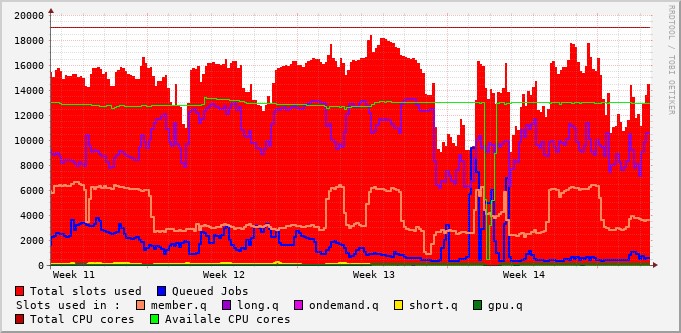 20000
18000
16000
14000
12000
10000
8000
6000
4000
2000
0
Week 11 Week 12 Week 13 Week 14
Total slots used Queued Jobs
Slots used in : member.q long.q ondemand.q short.q gpu.q
Total CPU cores Availale CPU cores
RRDTOOL / TOBI OETIKER